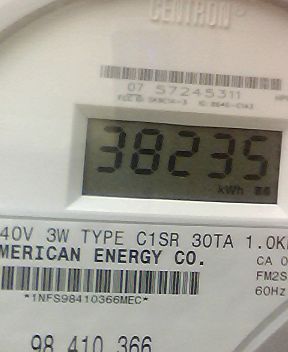 CENTRON®
07 57245311
38235
kWh
40V 3W TYPE C1SR 30TA 1.0K
MERICAN ENERGY CO.
CA 0
FM2S
*1NFS98410366MEC*
60Hz
98 410 366